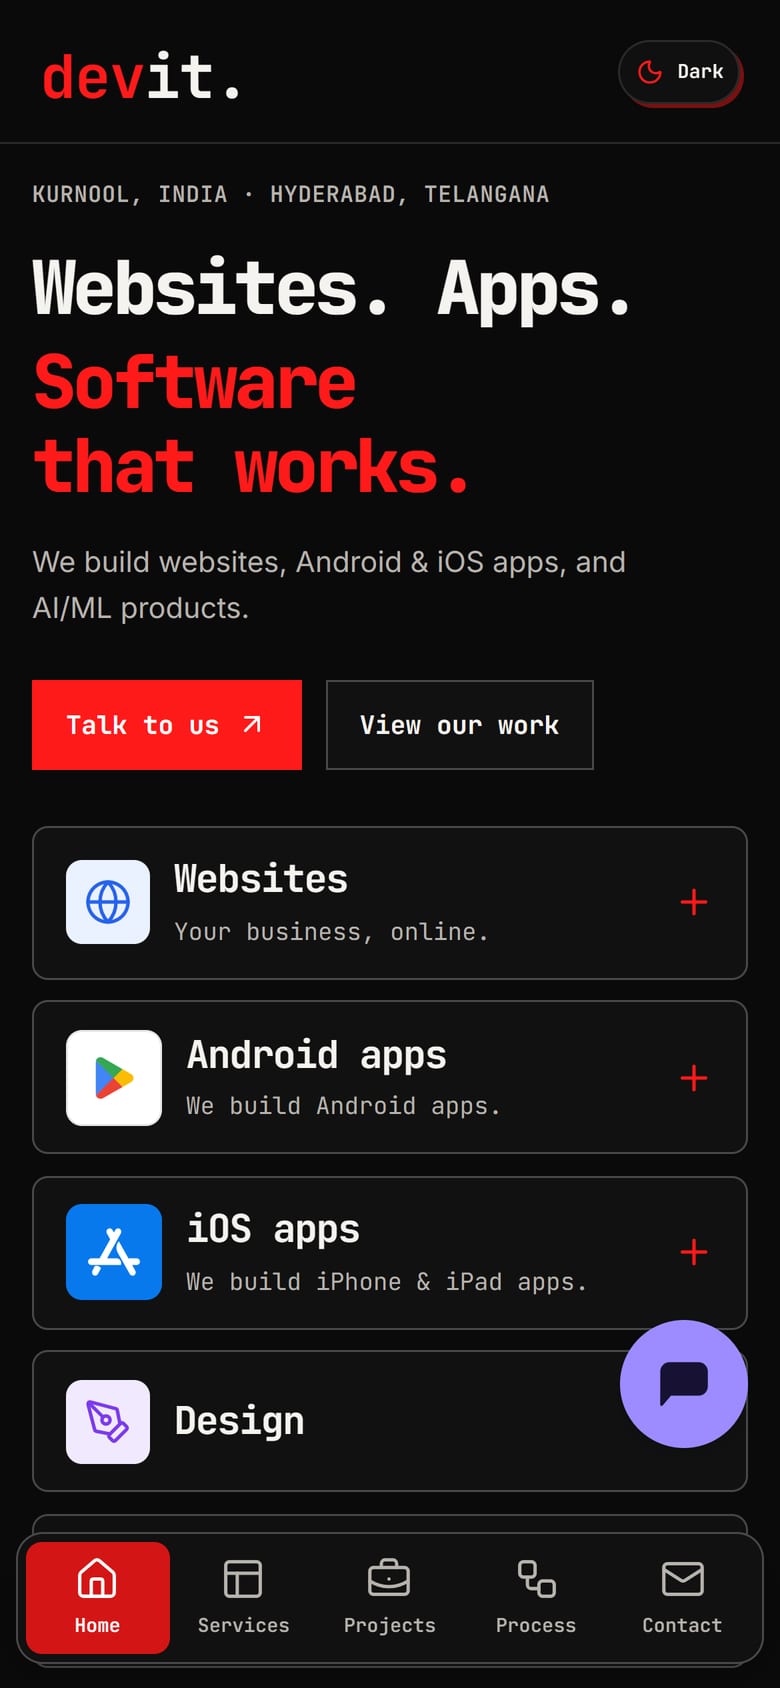 devit.
Dark
KURNOOL, INDIA · HYDERABAD, TELANGANA
Websites. Apps.
Software
that works.
We build websites, Android & iOS apps, and
AI/ML products.
Talk to us
View our work
Websites
Your business, online.
Android apps
We build Android apps.
iOS apps
We build iPhone & iPad apps.
Design
Home
Services
Projects
Process
Contact